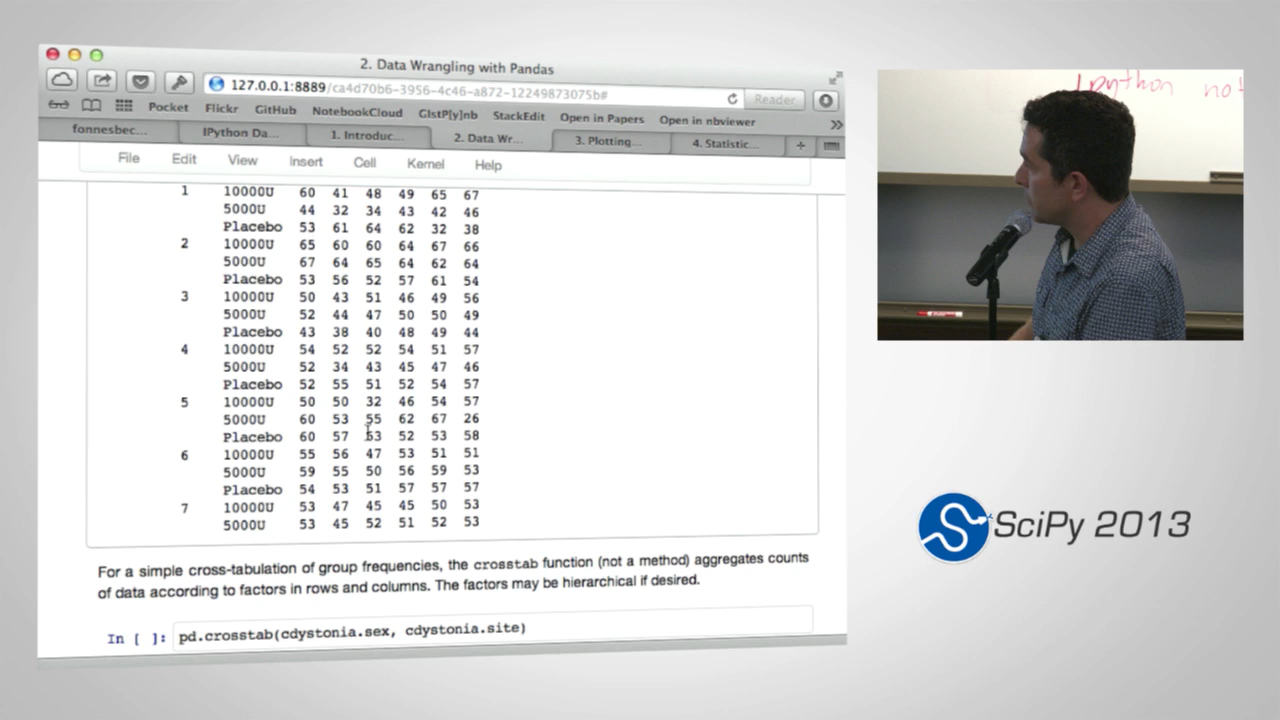 2. Data Wrangling with Pandas
127.0.0.1:8889/ca4d70b6-3956-4c46-a872-12249873075b#
Reader
Pocket Flickr GitHub NotebookCloud GistP[y]nb StackEdit Open in Papers Open in nbviewer
fonnesbec... IPython Da... 1. Introduc... 2. Data Wr... 3. Plotting... 4. Statistic...
File Edit View Insert Cell Kernel Help
1 10000U 60 41 48 49 65 67
5000U 44 32 34 43 42 46
Placebo 53 61 64 62 32 38
2 10000U 65 60 60 64 67 66
5000U 67 64 65 64 62 64
Placebo 53 56 52 57 61 54
3 10000U 50 43 51 46 49 56
5000U 52 44 47 50 50 49
Placebo 43 38 40 48 49 44
4 10000U 54 52 52 54 51 57
5000U 52 34 43 45 47 46
Placebo 52 55 51 52 54 57
5 10000U 50 50 32 46 54 57
5000U 60 53 55 62 67 26
Placebo 60 57 53 52 53 58
6 10000U 55 56 47 53 51 51
5000U 59 55 50 56 59 53
Placebo 54 53 51 57 57 57
7 10000U 53 47 45 45 50 53
5000U 53 45 52 51 52 53
For a simple cross-tabulation of group frequencies, the crosstab function (not a method) aggregates counts
of data according to factors in rows and columns. The factors may be hierarchical if desired.
In [ ]: pd.crosstab(cdystonia.sex, cdystonia.site)
Ipython not
SciPy 2013